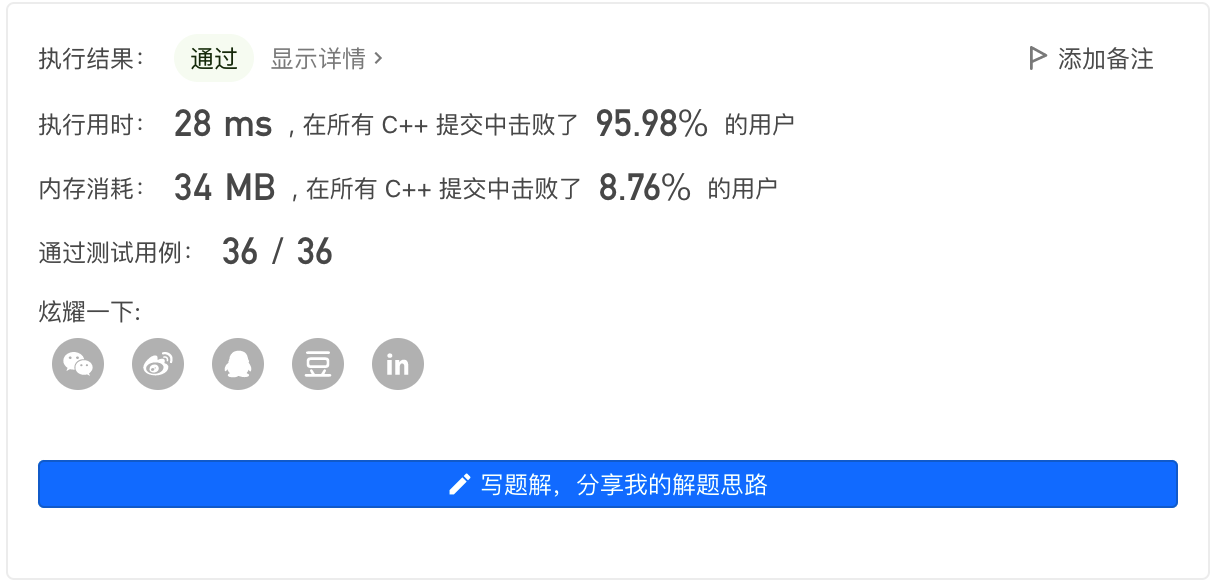 执行结果： 通过 显示详情 › 添加备注
执行用时： 28 ms , 在所有 C++ 提交中击败了 95.98% 的用户
内存消耗： 34 MB , 在所有 C++ 提交中击败了 8.76% 的用户
通过测试用例： 36 / 36
炫耀一下:
豆 in
写题解，分享我的解题思路